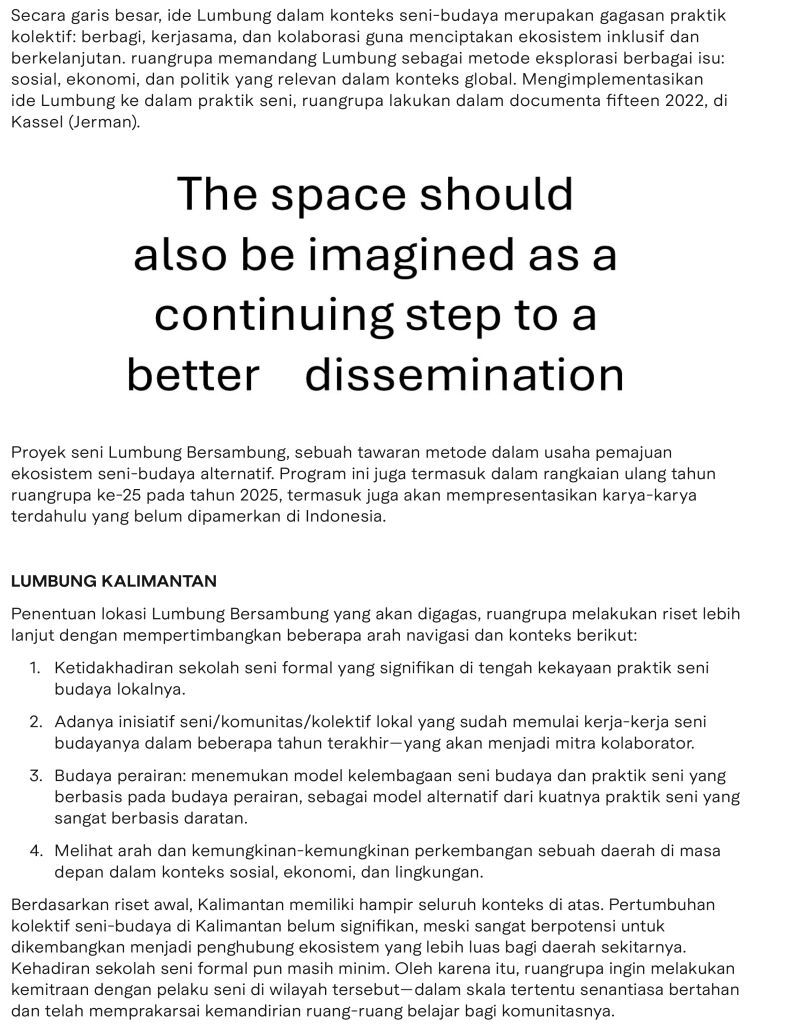 Secara garis besar, ide Lumbung dalam konteks seni-budaya merupakan gagasan praktik
kolektif: berbagi, kerjasama, dan kolaborasi guna menciptakan ekosistem inklusif dan
berkelanjutan. ruangrupa memandang Lumbung sebagai metode eksplorasi berbagai isu:
sosial, ekonomi, dan politik yang relevan dalam konteks global. Mengimplementasikan
ide Lumbung ke dalam praktik seni, ruangrupa lakukan dalam documenta fifteen 2022, di
Kassel (Jerman).
The space should
also be imagined as a
continuing step to a
better dissemination
Proyek seni Lumbung Bersambung, sebuah tawaran metode dalam usaha pemajuan
ekosistem seni-budaya alternatif. Program ini juga termasuk dalam rangkaian ulang tahun
ruangrupa ke-25 pada tahun 2025, termasuk juga akan mempresentasikan karya-karya
terdahulu yang belum dipamerkan di Indonesia.
LUMBUNG KALIMANTAN
Penentuan lokasi Lumbung Bersambung yang akan digagas, ruangrupa melakukan riset lebih
lanjut dengan mempertimbangkan beberapa arah navigasi dan konteks berikut:
1. Ketidakhadiran sekolah seni formal yang signifikan di tengah kekayaan praktik seni
budaya lokalnya.
2. Adanya inisiatif seni/komunitas/kolektif lokal yang sudah memulai kerja-kerja seni
budayanya dalam beberapa tahun terakhir—yang akan menjadi mitra kolaborator.
3. Budaya perairan: menemukan model kelembagaan seni budaya dan praktik seni yang
berbasis pada budaya perairan, sebagai model alternatif dari kuatnya praktik seni yang
sangat berbasis daratan.
4. Melihat arah dan kemungkinan-kemungkinan perkembangan sebuah daerah di masa
depan dalam konteks sosial, ekonomi, dan lingkungan.
Berdasarkan riset awal, Kalimantan memiliki hampir seluruh konteks di atas. Pertumbuhan
kolektif seni-budaya di Kalimantan belum signifikan, meski sangat berpotensi untuk
dikembangkan menjadi penghubung ekosistem yang lebih luas bagi daerah sekitarnya.
Kehadiran sekolah seni formal pun masih minim. Oleh karena itu, ruangrupa ingin melakukan
kemitraan dengan pelaku seni di wilayah tersebut—dalam skala tertentu senantiasa bertahan
dan telah memprakarsai kemandirian ruang-ruang belajar bagi komunitasnya.